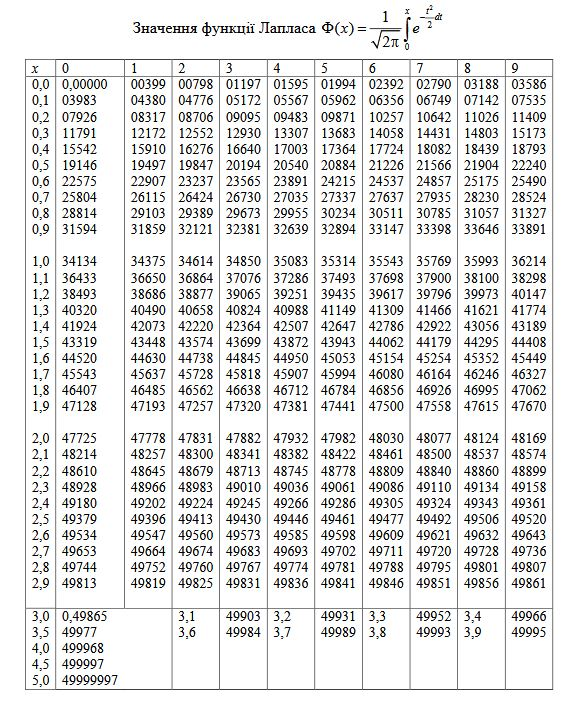 Значення функції Лапласа Φ(x) = 1/√2π ∫₀ˣ e^(-t²/2) dt
x 0 1 2 3 4 5 6 7 8 9
0,0 0,00000 00399 00798 01197 01595 01994 02392 02790 03188 03586
0,1 03983 04380 04776 05172 05567 05962 06356 06749 07142 07535
0,2 07926 08317 08706 09095 09483 09871 10257 10642 11026 11409
0,3 11791 12172 12552 12930 13307 13683 14058 14431 14803 15173
0,4 15542 15910 16276 16640 17003 17364 17724 18082 18439 18793
0,5 19146 19497 19847 20194 20540 20884 21226 21566 21904 22240
0,6 22575 22907 23237 23565 23891 24215 24537 24857 25175 25490
0,7 25804 26115 26424 26730 27035 27337 27637 27935 28230 28524
0,8 28814 29103 29389 29673 29955 30234 30511 30785 31057 31327
0,9 31594 31859 32121 32381 32639 32894 33147 33398 33646 33891
1,0 34134 34375 34614 34850 35083 35314 35543 35769 35993 36214
1,1 36433 36650 36864 37076 37286 37493 37698 37900 38100 38298
1,2 38493 38686 38877 39065 39251 39435 39617 39796 39973 40147
1,3 40320 40490 40658 40824 40988 41149 41309 41466 41621 41774
1,4 41924 42073 42220 42364 42507 42647 42786 42922 43056 43189
1,5 43319 43448 43574 43699 43872 43943 44062 44179 44295 44408
1,6 44520 44630 44738 44845 44950 45053 45154 45254 45352 45449
1,7 45543 45637 45728 45818 45907 45994 46080 46164 46246 46327
1,8 46407 46485 46562 46638 46712 46784 46856 46926 46995 47062
1,9 47128 47193 47257 47320 47381 47441 47500 47558 47615 47670
2,0 47725 47778 47831 47882 47932 47982 48030 48077 48124 48169
2,1 48214 48257 48300 48341 48382 48422 48461 48500 48537 48574
2,2 48610 48645 48679 48713 48745 48778 48809 48840 48860 48899
2,3 48928 48966 48983 49010 49036 49061 49086 49110 49134 49158
2,4 49180 49202 49224 49245 49266 49286 49305 49324 49343 49361
2,5 49379 49396 49413 49430 49446 49461 49477 49492 49506 49520
2,6 49534 49547 49560 49573 49585 49598 49609 49621 49632 49643
2,7 49653 49664 49674 49683 49693 49702 49711 49720 49728 49736
2,8 49744 49752 49760 49767 49774 49781 49788 49795 49801 49807
2,9 49813 49819 49825 49831 49836 49841 49846 49851 49856 49861
3,0 0,49865 3,1 49903 3,2 49931 3,3 49952 3,4 49966
3,5 49977 3,6 49984 3,7 49989 3,8 49993 3,9 49995
4,0 499968
4,5 499997
5,0 49999997